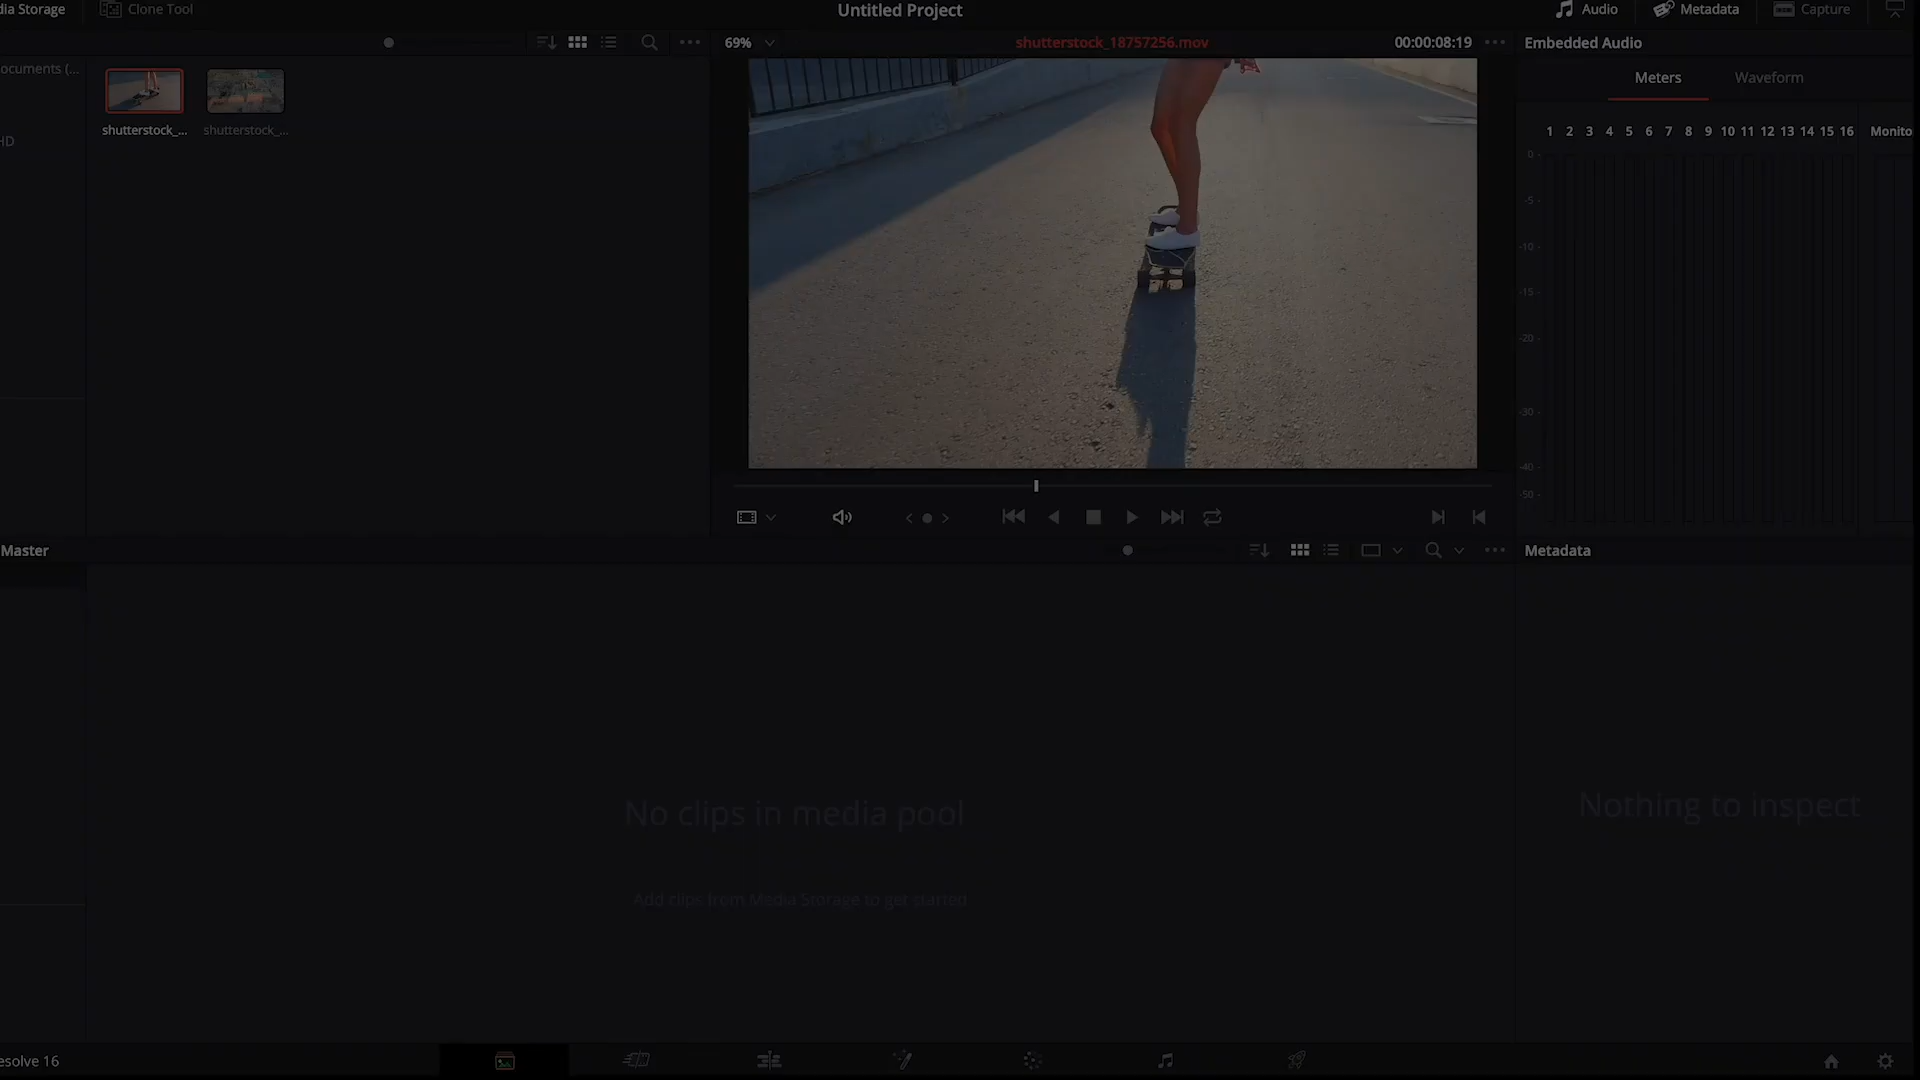 dia Storage
Clone Tool
Untitled Project
Audio
Metadata
Capture
69%
shutterstock_18757256.mov
00:00:08:19
Embedded Audio
ocuments (...
HD
shutterstock_...
shutterstock_...
Meters
Waveform
1 2 3 4 5 6 7 8 9 10 11 12 13 14 15 16
Monito
0
-5
-10
-15
-20
-30
-40
-50
Master
Metadata
No clips in media pool
Add clips from Media Storage to get started
Nothing to inspect
esolve 16